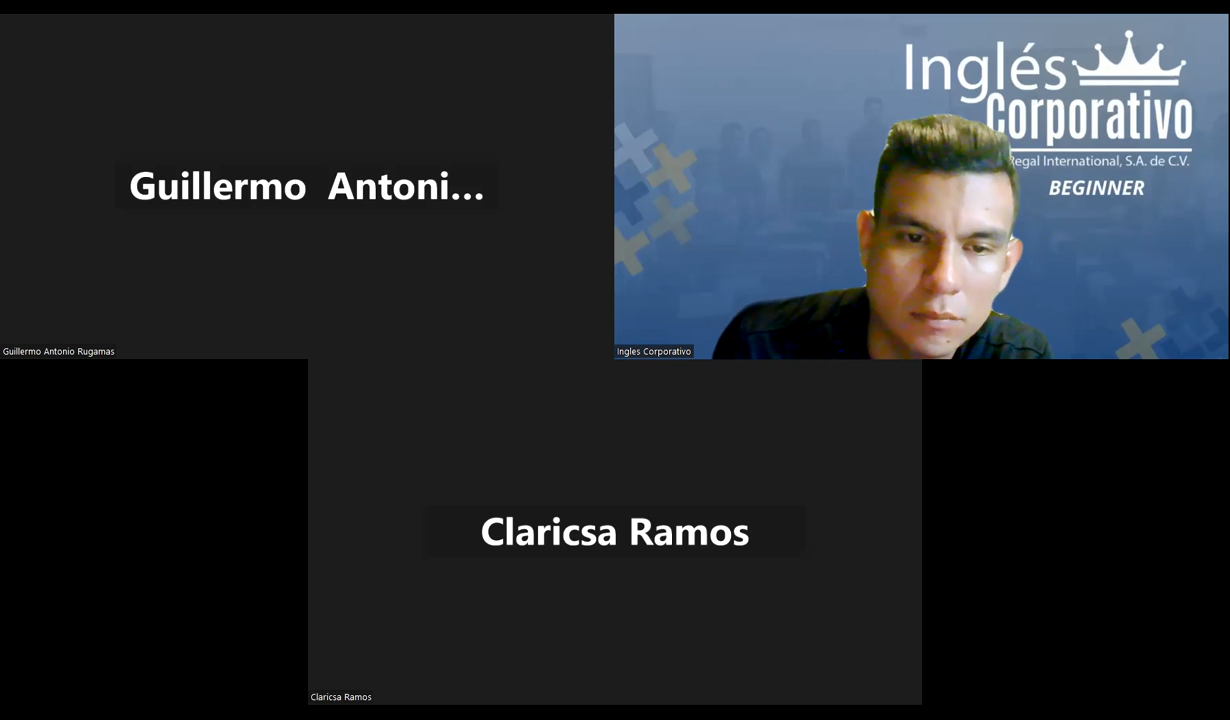 Guillermo  Antoni...
Guillermo Antonio Rugamas
Inglés
Corporativo
Regal International, S.A. de C.V.
BEGINNER
Ingles Corporativo
Claricsa Ramos
Claricsa Ramos